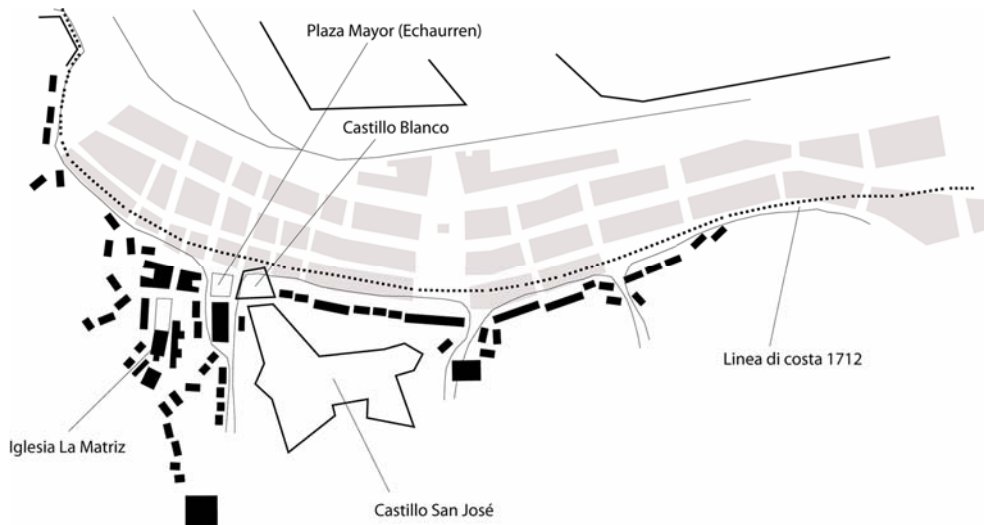 Plaza Mayor (Echaurren)
Castillo Blanco
Linea di costa 1712
Iglesia La Matriz
Castillo San José